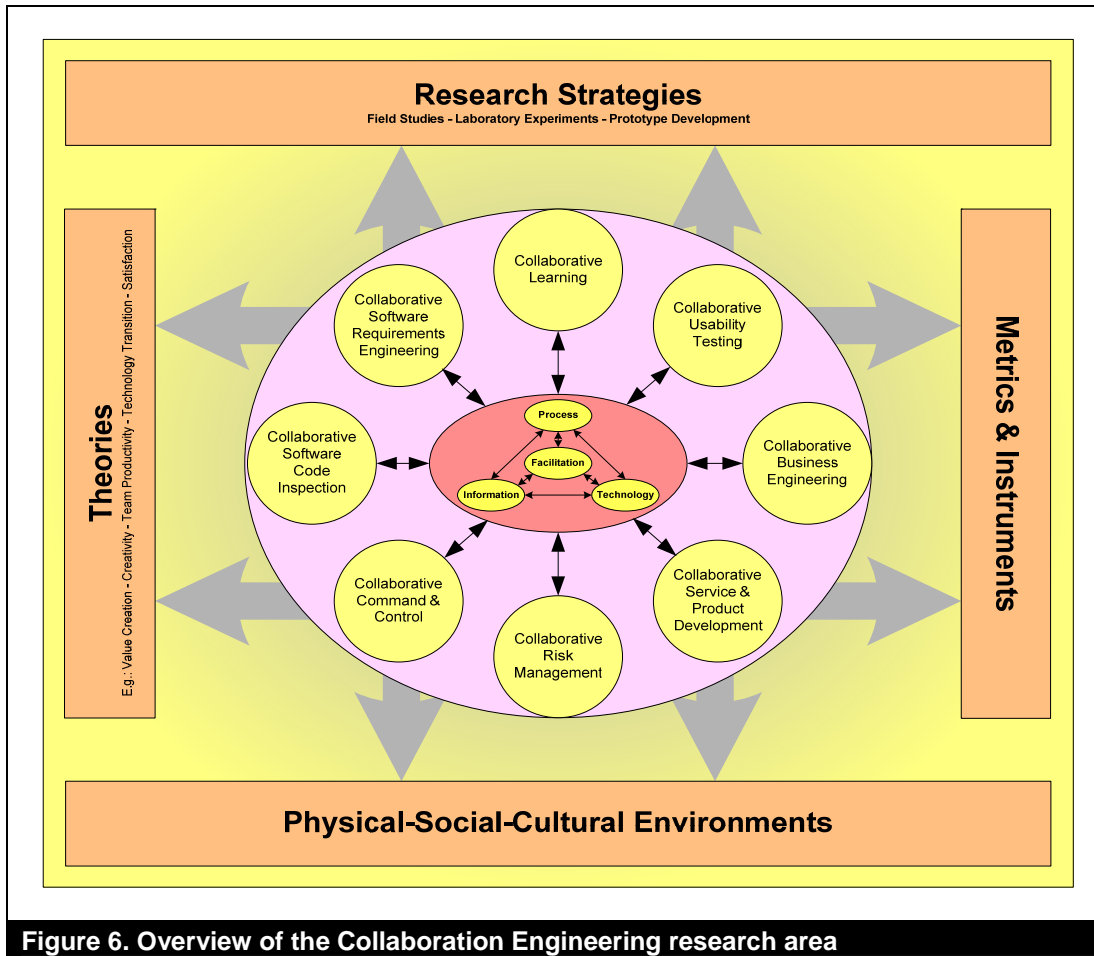 Research Strategies
Field Studies - Laboratory Experiments - Prototype Development
Theories
E.g.: Value Creation - Creativity - Team Productivity - Technology Transition - Satisfaction
Collaborative
Learning
Collaborative
Software
Requirements
Engineering
Collaborative
Usability
Testing
Collaborative
Software
Code
Inspection
Process
Facilitation
Information
Technology
Collaborative
Business
Engineering
Collaborative
Command &
Control
Collaborative
Risk
Management
Collaborative
Service &
Product
Development
Metrics & Instruments
Physical-Social-Cultural Environments
Figure 6. Overview of the Collaboration Engineering research area